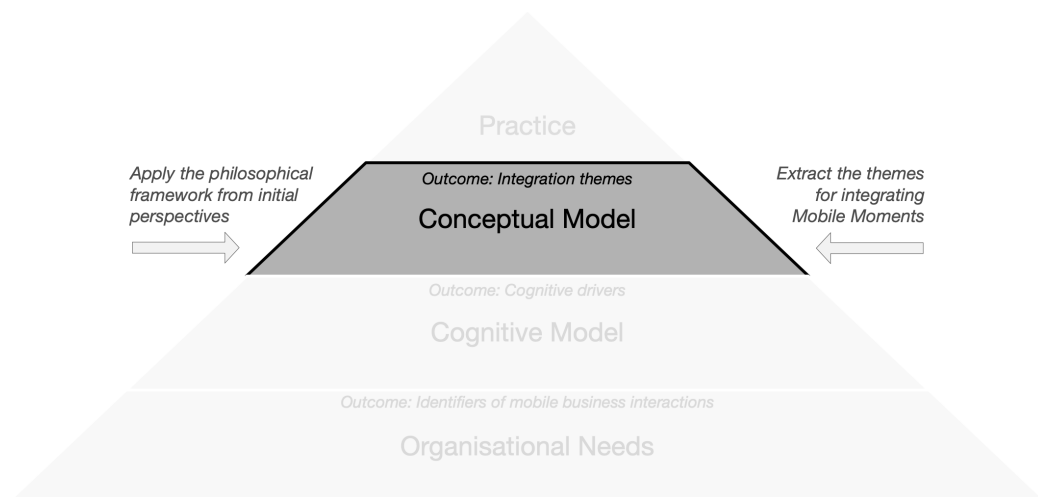 Practice
Apply the philosophical
framework from initial
perspectives
Outcome: Integration themes
Conceptual Model
Extract the themes
for integrating
Mobile Moments
Outcome: Cognitive drivers
Cognitive Model
Outcome: Identifiers of mobile business interactions
Organisational Needs